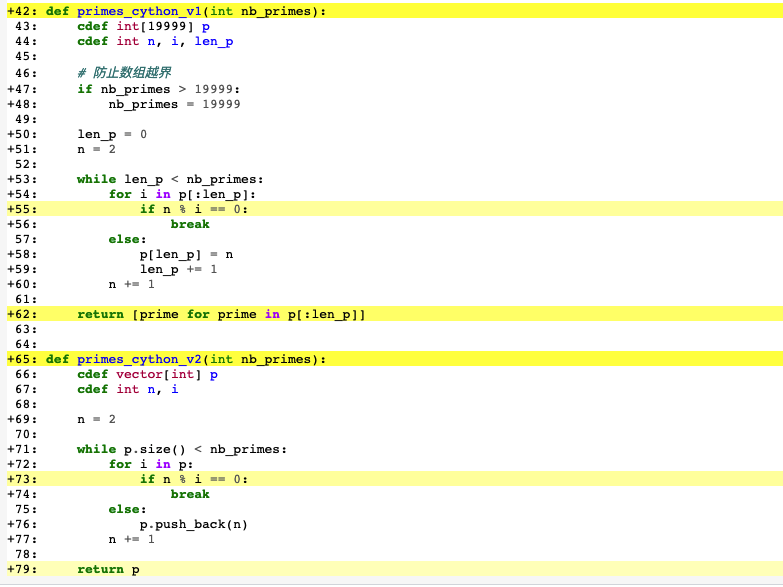 +42: def primes_cython_v1(int nb_primes):
 43:     cdef int[19999] p
 44:     cdef int n, i, len_p
 45:
 46:     # 防止数组越界
+47:     if nb_primes > 19999:
+48:         nb_primes = 19999
 49:
+50:     len_p = 0
+51:     n = 2
 52:
+53:     while len_p < nb_primes:
+54:         for i in p[:len_p]:
+55:             if n % i == 0:
+56:                 break
 57:         else:
+58:             p[len_p] = n
+59:             len_p += 1
+60:         n += 1
 61:
+62:     return [prime for prime in p[:len_p]]
 63:
 64:
+65: def primes_cython_v2(int nb_primes):
 66:     cdef vector[int] p
 67:     cdef int n, i
 68:
+69:     n = 2
 70:
+71:     while p.size() < nb_primes:
+72:         for i in p:
+73:             if n % i == 0:
+74:                 break
 75:         else:
+76:             p.push_back(n)
+77:         n += 1
 78:
+79:     return p